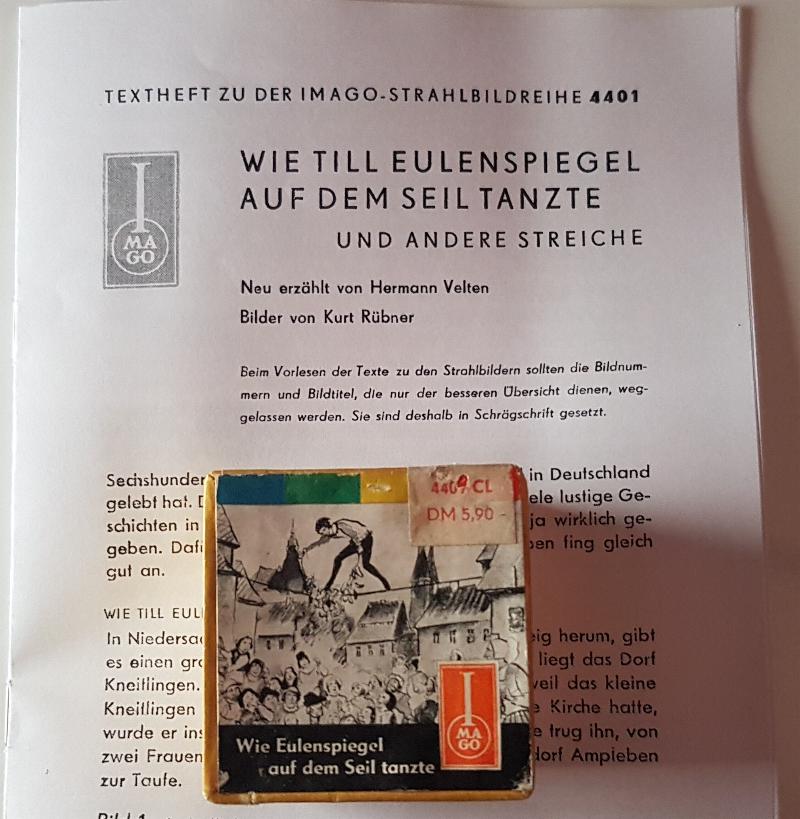 TEXTHEFT ZU DER IMAGO-STRAHLBILDREIHE 4401
I
MA
GO
WIE TILL EULENSPIEGEL
AUF DEM SEIL TANZTE
UND ANDERE STREICHE
Neu erzählt von Hermann Velten
Bilder von Kurt Rübner
Beim Vorlesen der Texte zu den Strahlbildern sollten die Bildnum-
mern und Bildtitel, die nur der besseren Übersicht dienen, weg-
gelassen werden. Sie sind deshalb in Schrägschrift gesetzt.
in Deutschland
gelebt hat. lustige Ge-
schichten in ja wirklich ge-
geben. fing gleich
gut an.
WIE TILL
In herum, gibt
es einen liegt das Dorf
Kneitlingen. weil das kleine
Kneitlingen Kirche hatte,
wurde er trug ihn, von
zwei Frauen Ampleben
zur Taufe.
CL
DM 5,90
I
MA
GO
Wie Eulenspiegel
auf dem Seil tanzte